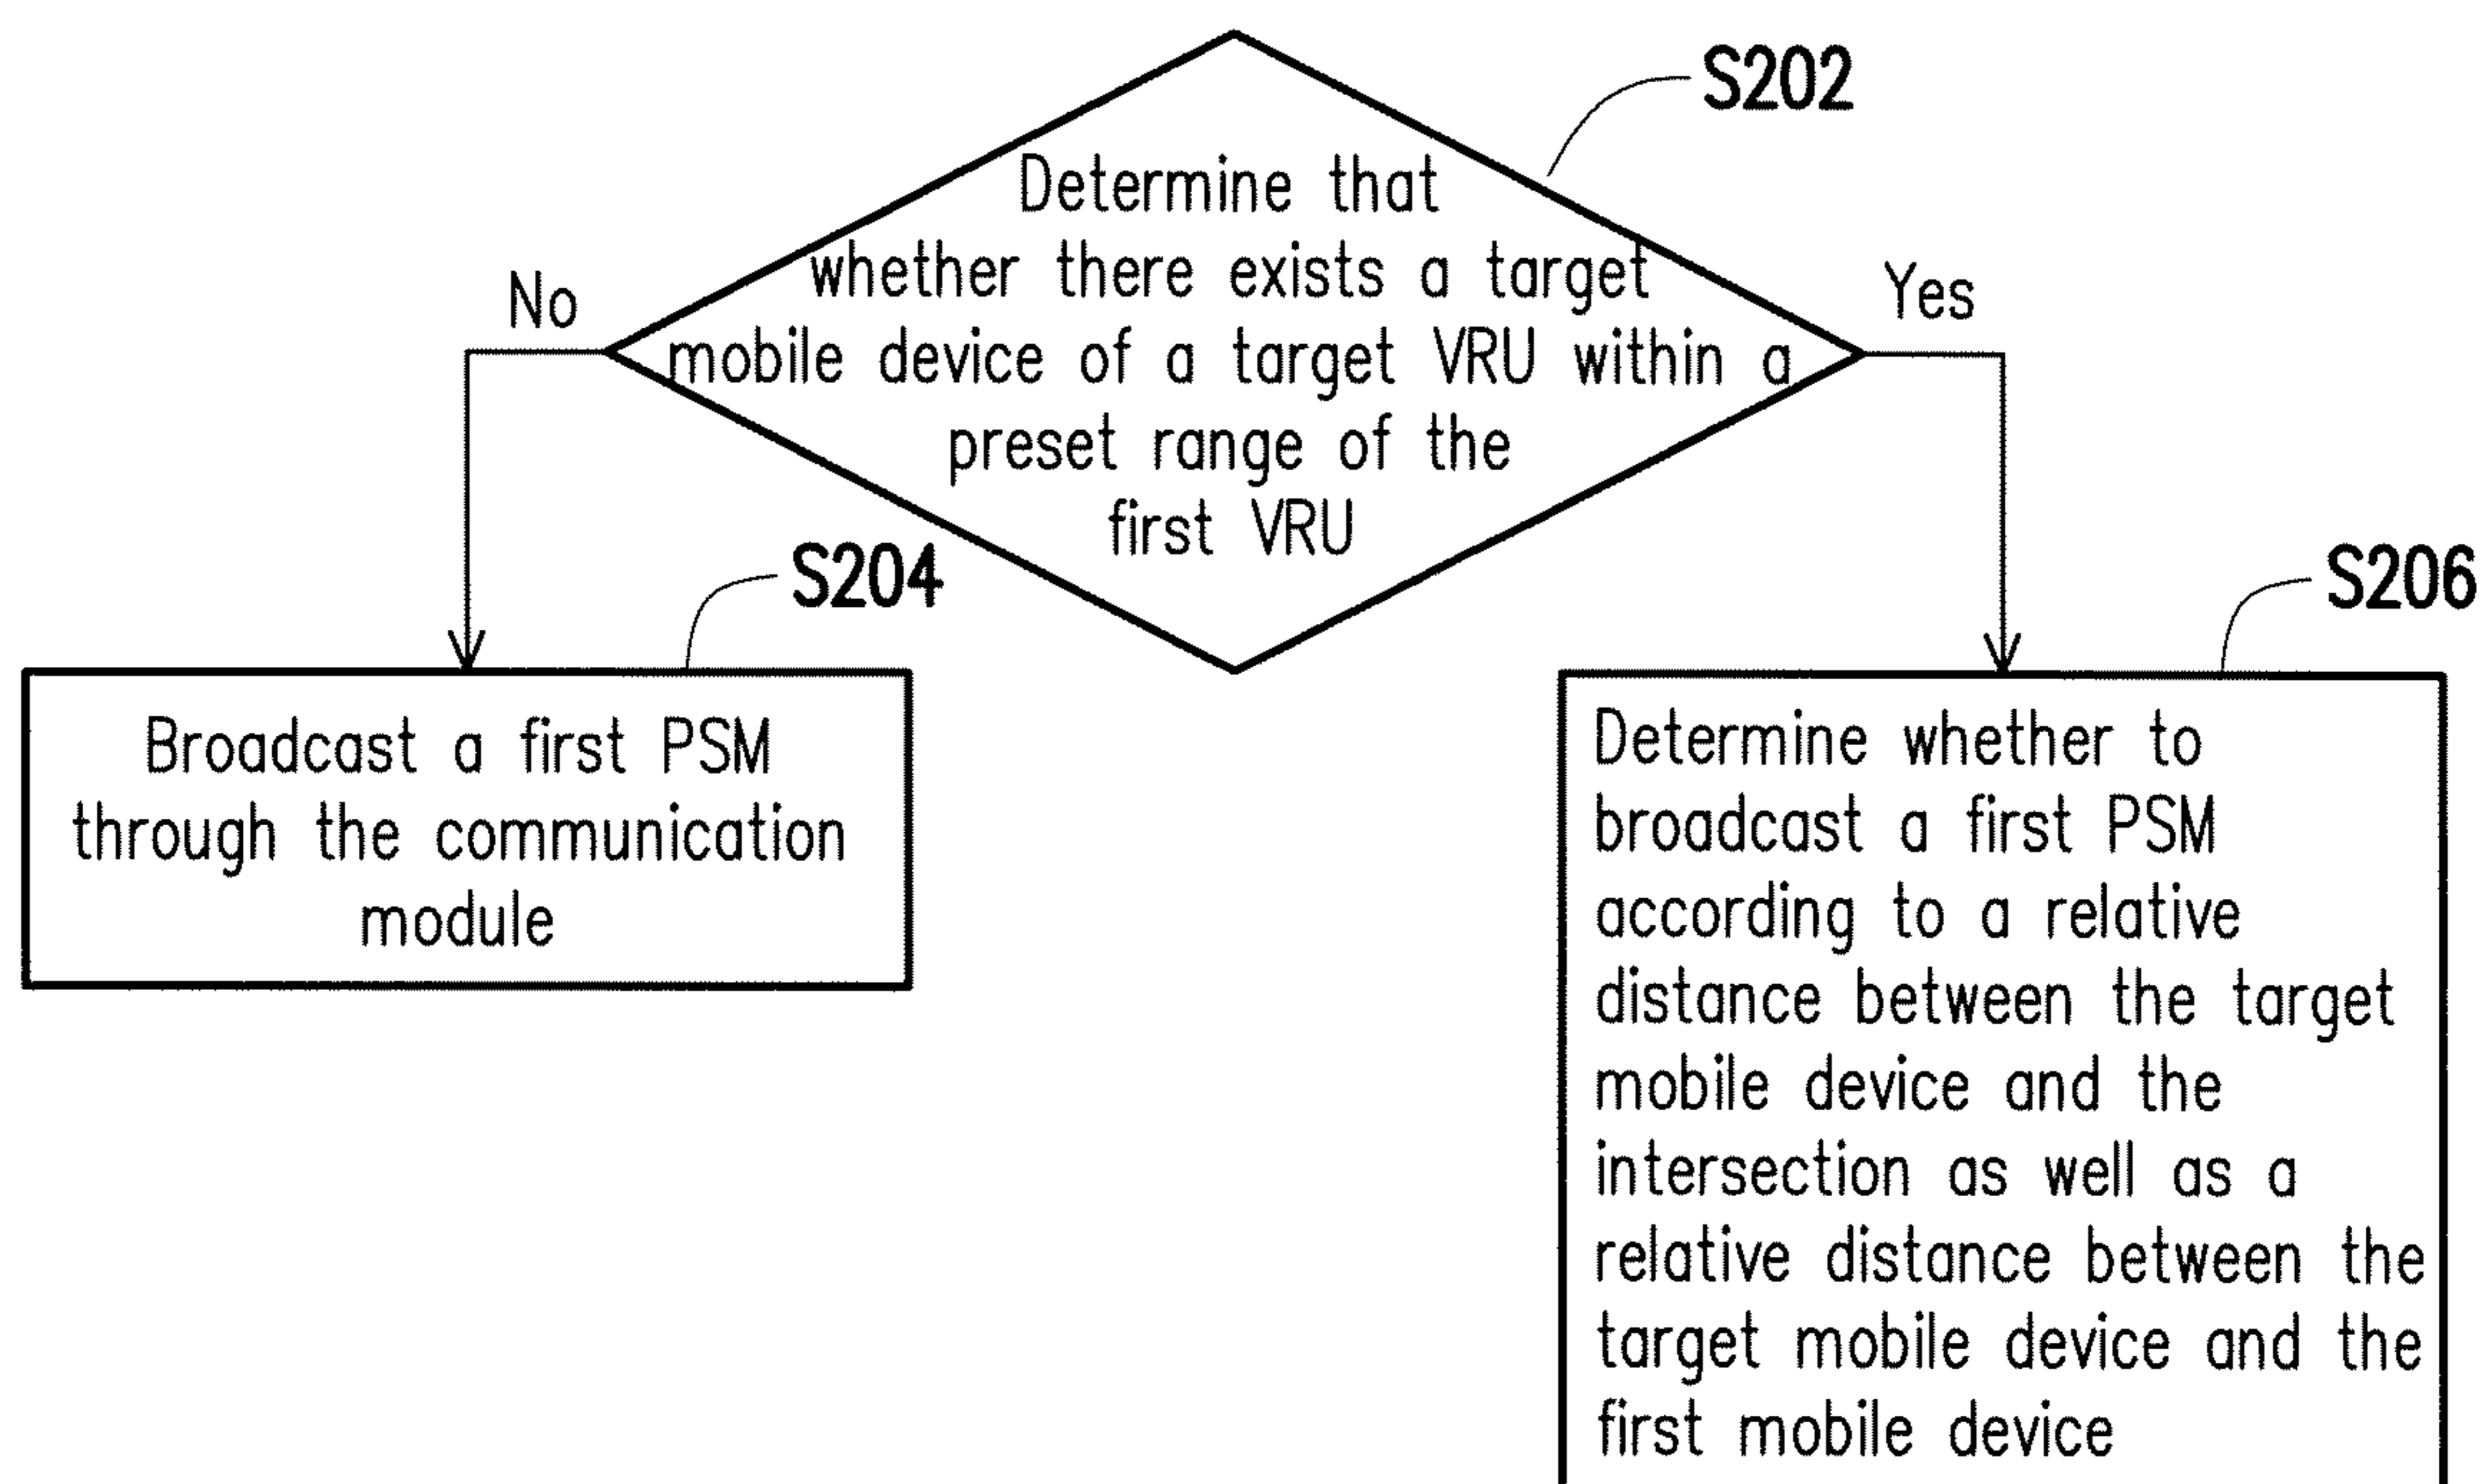 S202
Determine that
whether there exists a target
mobile device of a target VRU within a
preset range of the
first VRU
No
Yes
S204
Broadcast a first PSM
through the communication
module
S206
Determine whether to
broadcast a first PSM
according to a relative
distance between the target
mobile device and the
intersection as well as a
relative distance between the
target mobile device and the
first mobile device